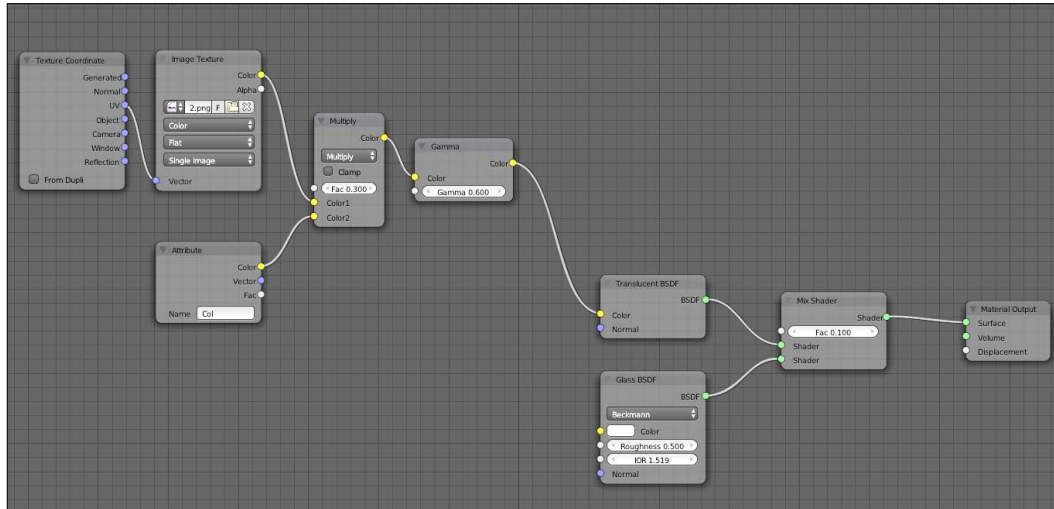 Texture Coordinate
Generated
Normal
UV
Object
Camera
Window
Reflection
From Dupli
Image Texture
Color
Alpha
2.png F
Color
Flat
Single Image
Vector
Attribute
Color
Vector
Fac
Name Col
Multiply
Color
Multiply
Clamp
Fac 0.300
Color1
Color2
Gamma
Color
Color
Gamma 0.600
Translucent BSDF
BSDF
Color
Normal
Glass BSDF
BSDF
Beckmann
Color
Roughness 0.500
IOR 1.519
Normal
Mix Shader
Shader
Fac 0.100
Shader
Shader
Material Output
Surface
Volume
Displacement